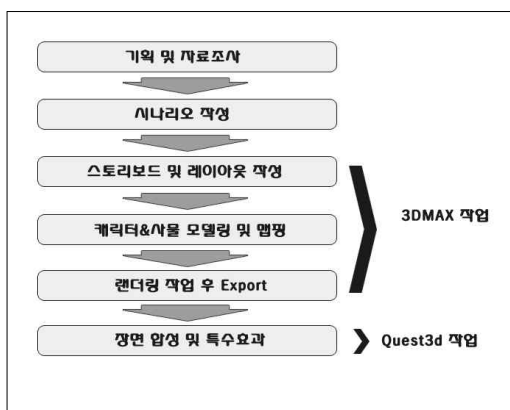 기획 및 자료조사
시나리오 작성
스토리보드 및 레이아웃 작성
캐릭터&사물 모델링 및 맵핑
3DMAX 작업
랜더링 작업 후 Export
장면 합성 및 특수효과
Quest3d 작업